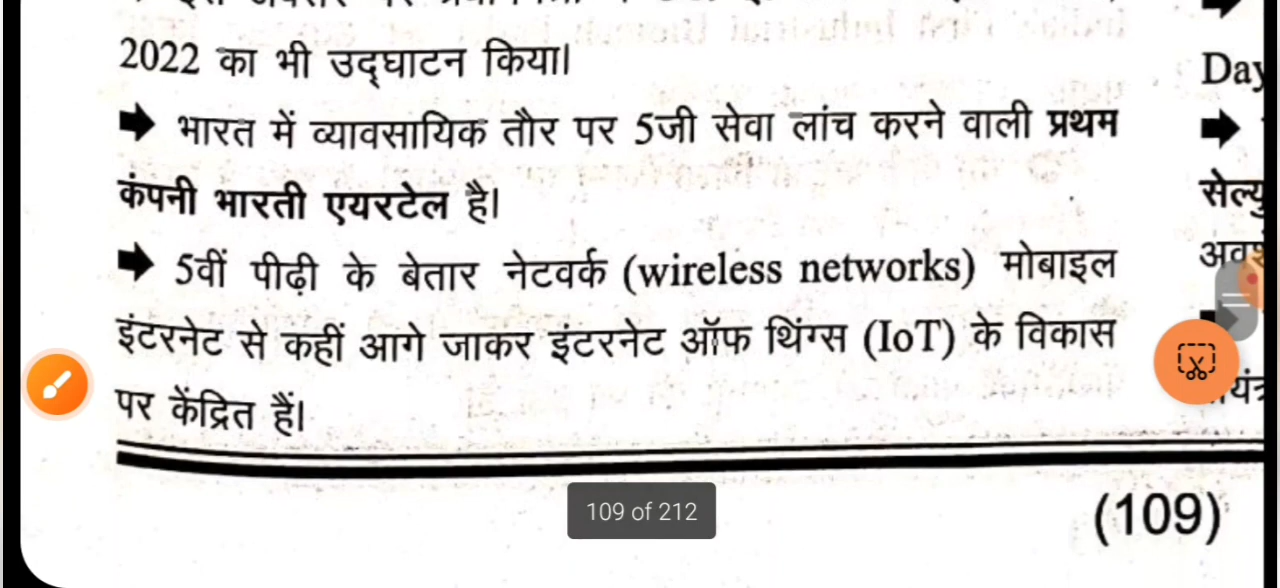 2022 का भी उद्घाटन किया।
➡ भारत में व्यावसायिक तौर पर 5जी सेवा लांच करने वाली प्रथम
कंपनी भारती एयरटेल है।
➡ 5वीं पीढ़ी के बेतार नेटवर्क (wireless networks) मोबाइल
इंटरनेट से कहीं आगे जाकर इंटरनेट ऑफ थिंग्स (IoT) के विकास
पर केंद्रित हैं।
Day
109 of 212
(109)